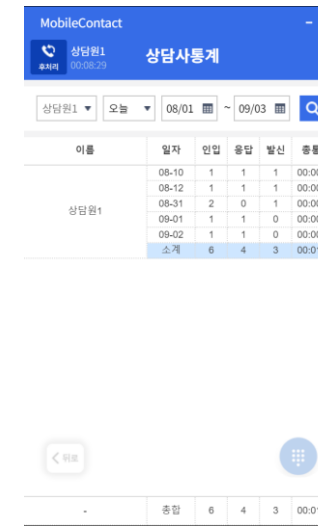 MobileContact
상담원1
후처리 00:08:29
상담사통계
상담원1 오늘 08/01 ~ 09/03
이름 일자 인입 응답 발신
08-10 1 1 1 00:00
08-12 1 1 1 00:00
08-31 2 0 1 00:00
상담원1
09-01 1 1 0 00:00
09-02 1 1 0 00:00
소계 6 4 3 00:01
뒤로
- 총합 6 4 3 00:01